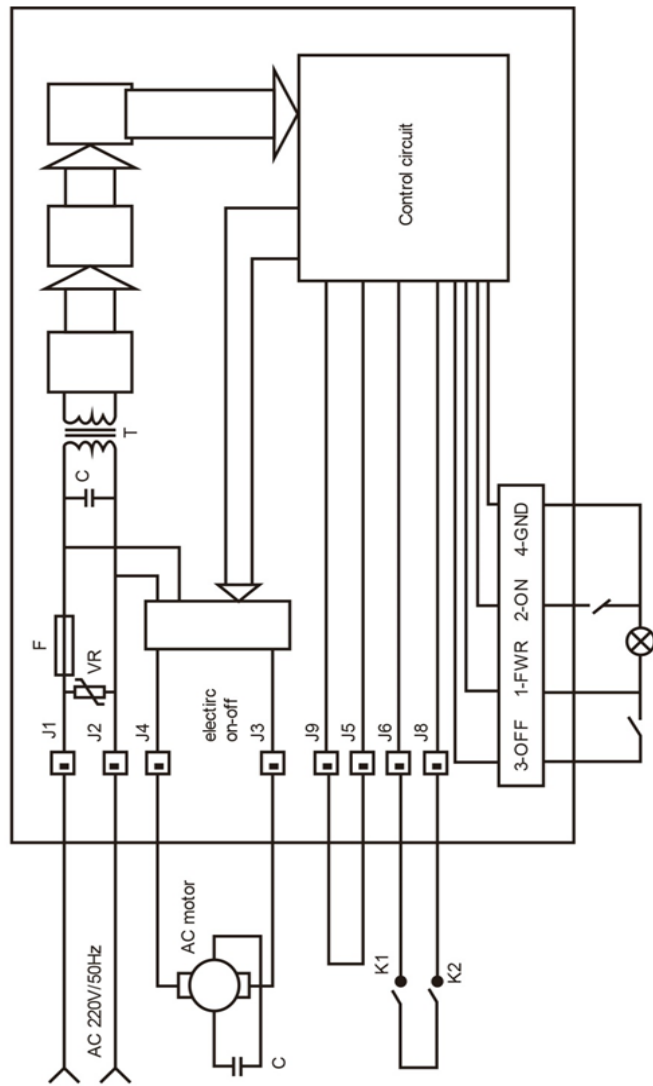 AC 220V/50Hz
J1
J2
F
VR
C
T
AC motor
C
J4
J3
electirc
on-off
Control circuit
J9
J5
J6
J8
K1
K2
3-OFF
1-FWR
2-ON
4-GND